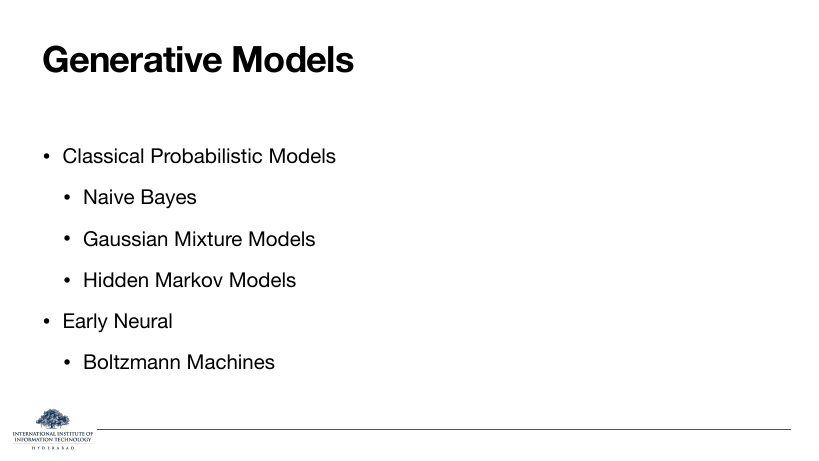 Generative Models
• Classical Probabilistic Models
• Naive Bayes
• Gaussian Mixture Models
• Hidden Markov Models
• Early Neural
• Boltzmann Machines
INTERNATIONAL INSTITUTE OF
INFORMATION TECHNOLOGY
HYDERABAD